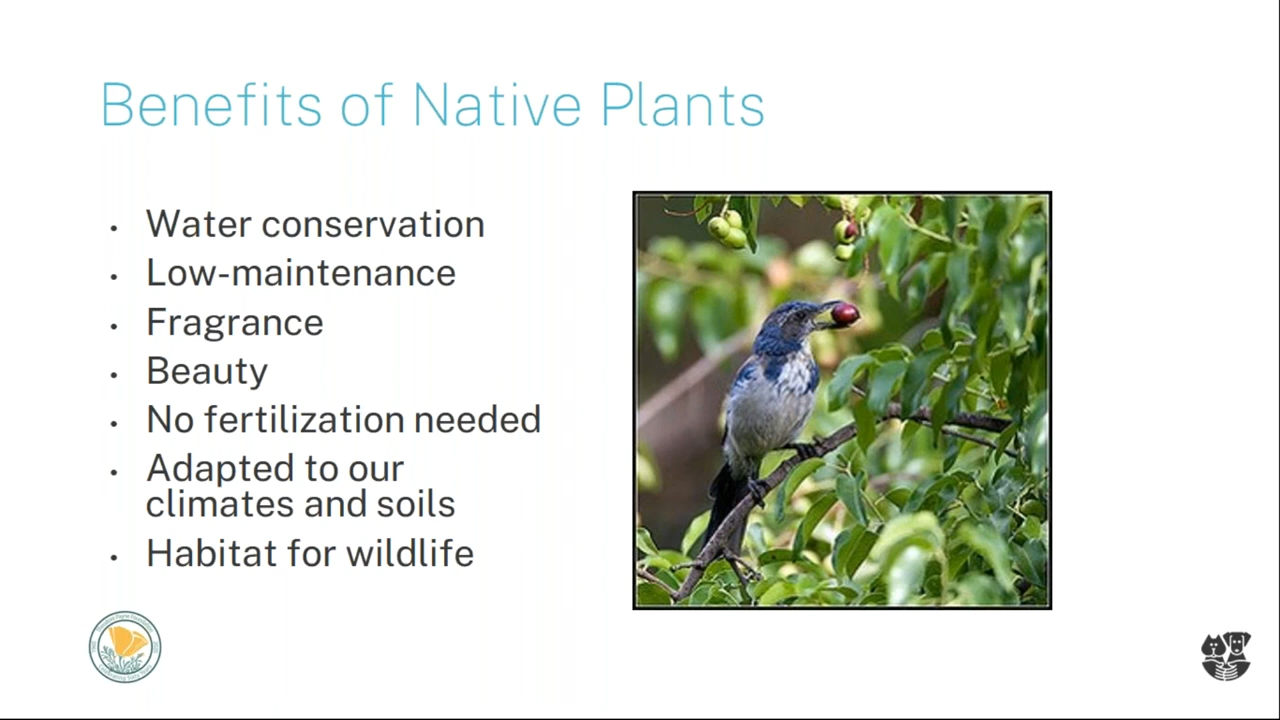 Benefits of Native Plants
• Water conservation
• Low-maintenance
• Fragrance
• Beauty
• No fertilization needed
• Adapted to our
climates and soils
• Habitat for wildlife